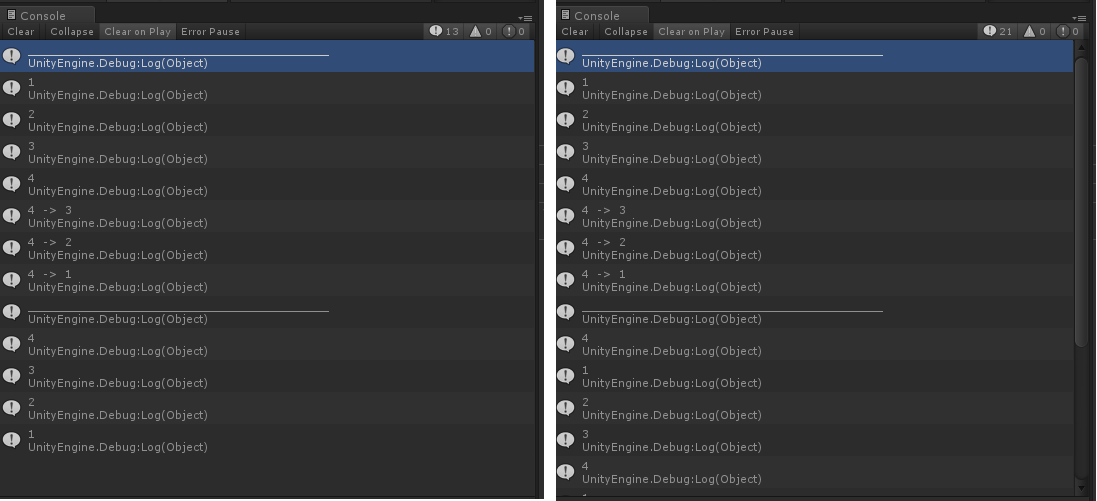 Console
Clear Collapse Clear on Play Error Pause 13 0 0
UnityEngine.Debug:Log(Object)
1
UnityEngine.Debug:Log(Object)
2
UnityEngine.Debug:Log(Object)
3
UnityEngine.Debug:Log(Object)
4
UnityEngine.Debug:Log(Object)
4 -> 3
UnityEngine.Debug:Log(Object)
4 -> 2
UnityEngine.Debug:Log(Object)
4 -> 1
UnityEngine.Debug:Log(Object)
UnityEngine.Debug:Log(Object)
4
UnityEngine.Debug:Log(Object)
3
UnityEngine.Debug:Log(Object)
2
UnityEngine.Debug:Log(Object)
1
UnityEngine.Debug:Log(Object)
Console
Clear Collapse Clear on Play Error Pause 21 0 0
UnityEngine.Debug:Log(Object)
1
UnityEngine.Debug:Log(Object)
2
UnityEngine.Debug:Log(Object)
3
UnityEngine.Debug:Log(Object)
4
UnityEngine.Debug:Log(Object)
4 -> 3
UnityEngine.Debug:Log(Object)
4 -> 2
UnityEngine.Debug:Log(Object)
4 -> 1
UnityEngine.Debug:Log(Object)
UnityEngine.Debug:Log(Object)
4
UnityEngine.Debug:Log(Object)
1
UnityEngine.Debug:Log(Object)
2
UnityEngine.Debug:Log(Object)
3
UnityEngine.Debug:Log(Object)
4
UnityEngine.Debug:Log(Object)